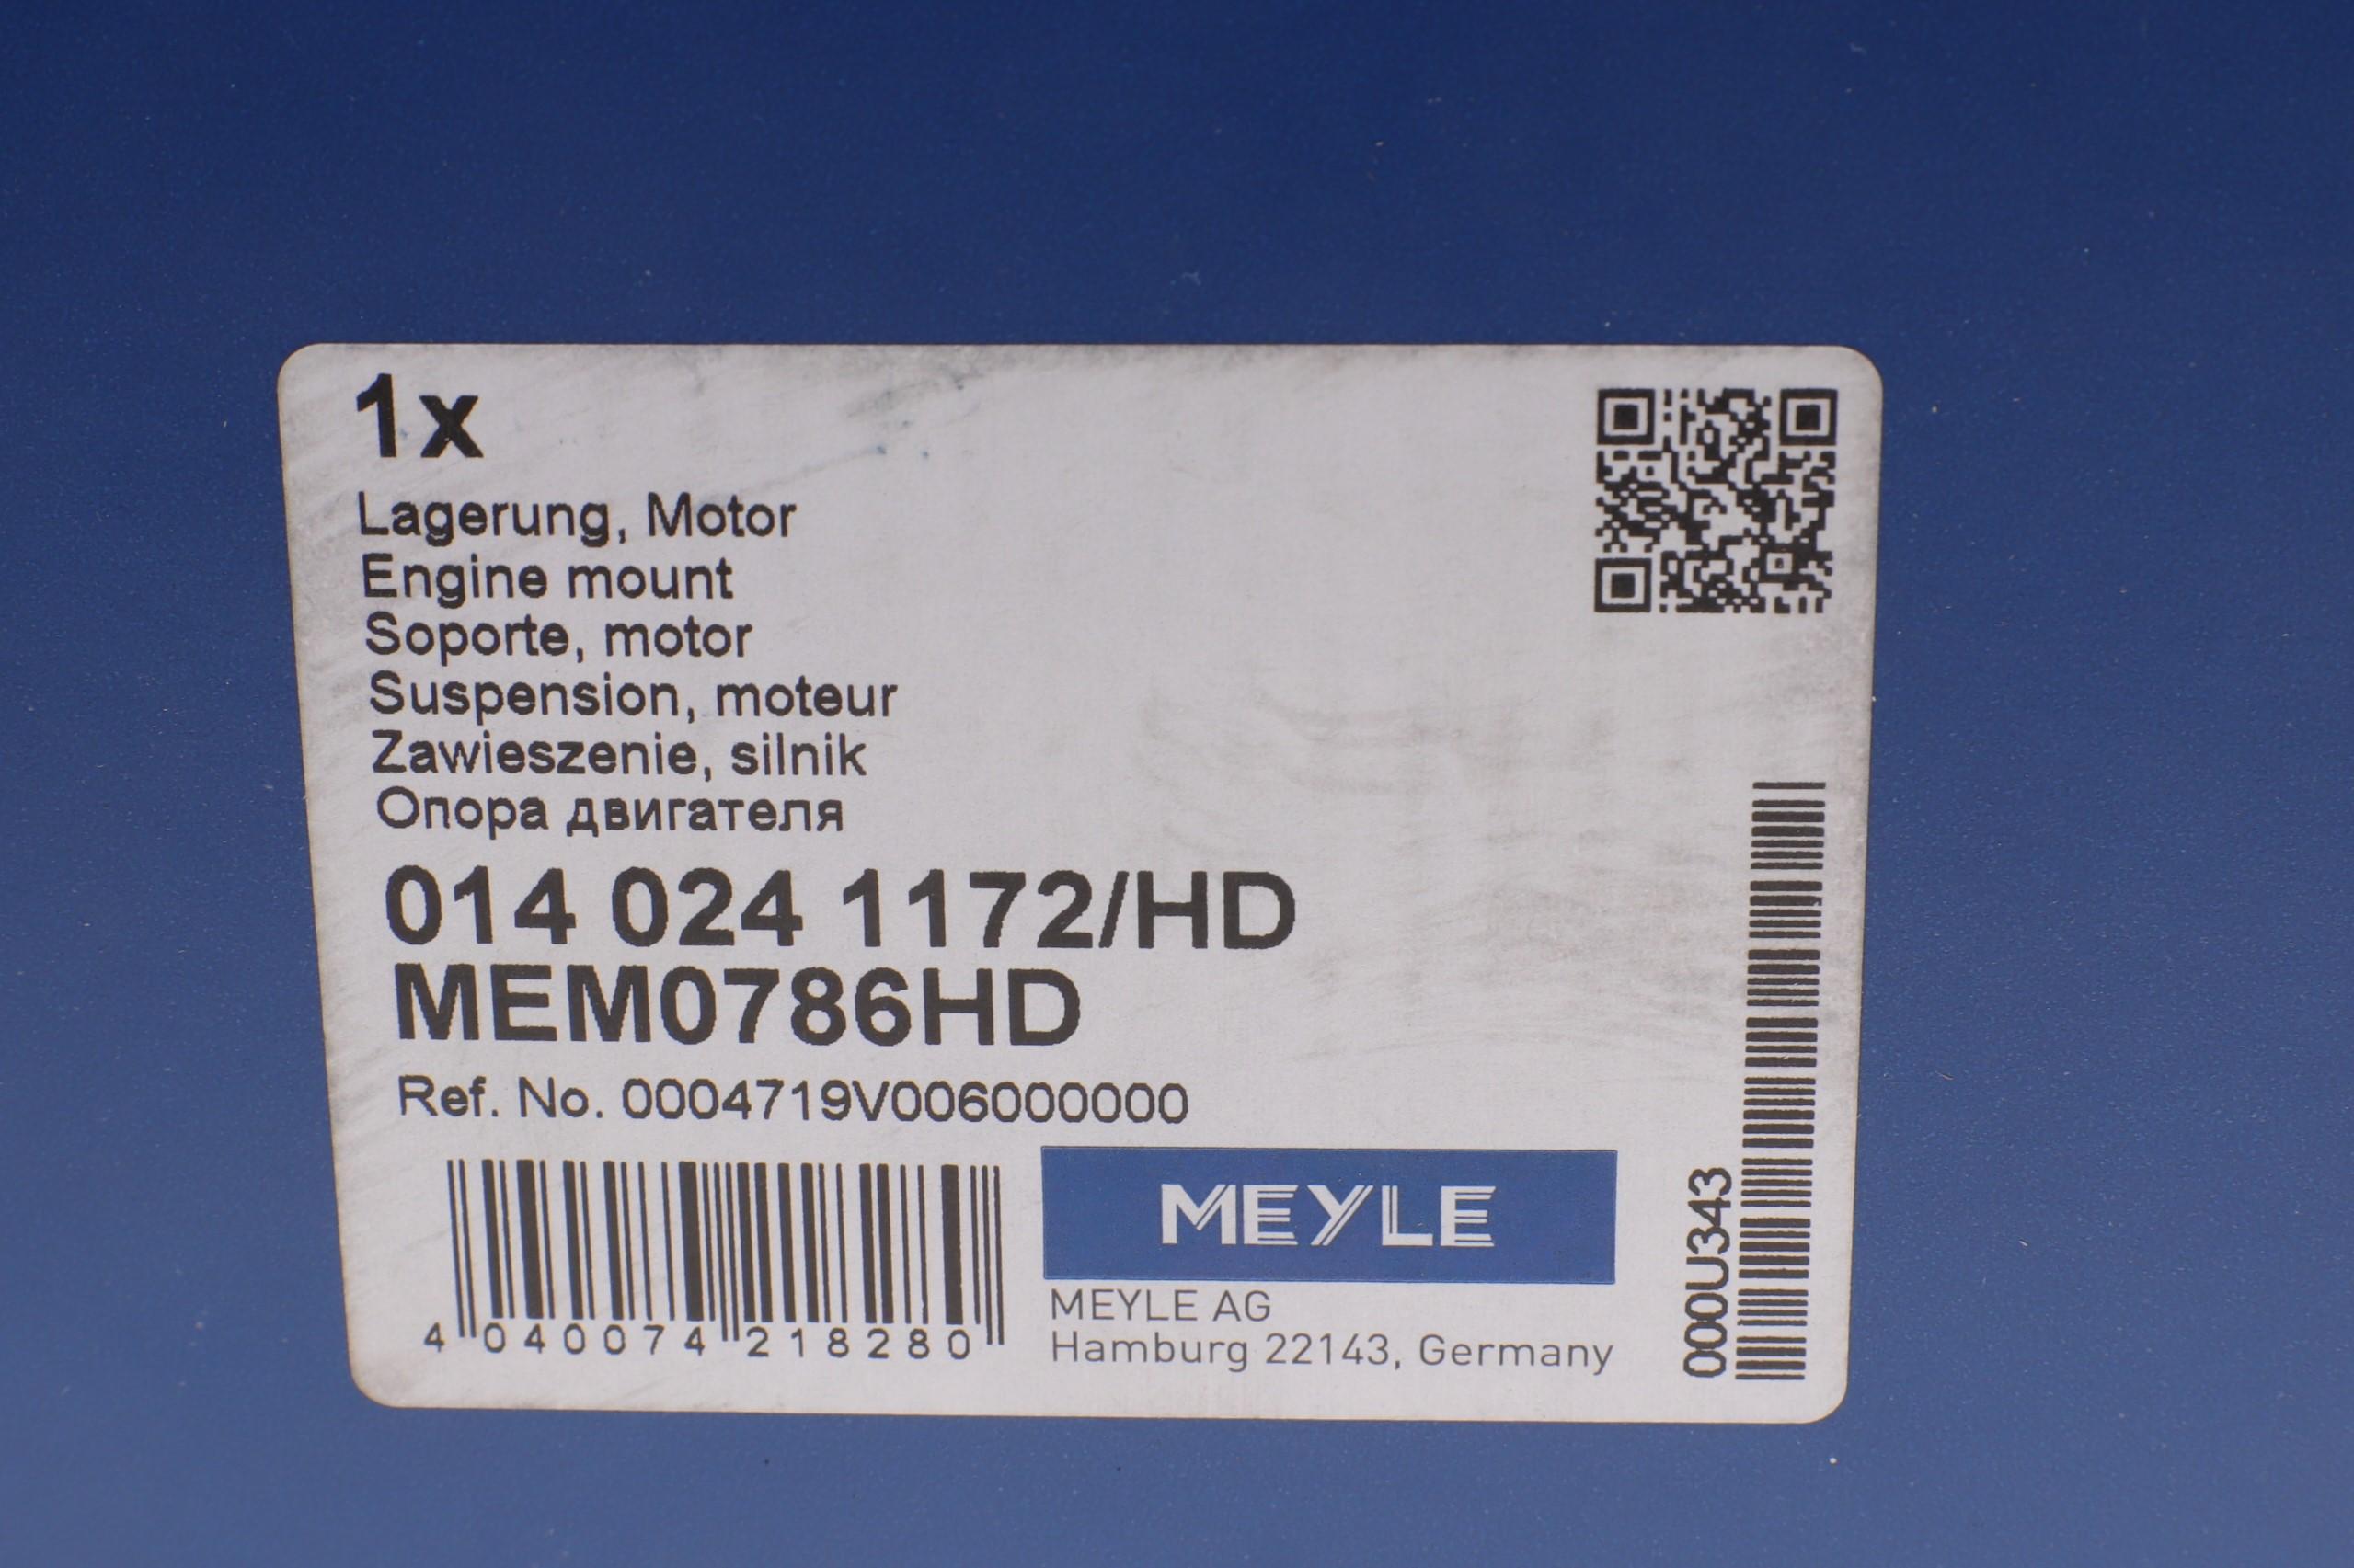 1x
Lagerung, Motor
Engine mount
Soporte, motor
Suspension, moteur
Zawieszenie, silnik
Опора двигателя
014 024 1172/HD
MEM0786HD
Ref. No. 0004719V006000000
4 040074 218280
MEYLE
MEYLE AG
Hamburg 22143, Germany
000U343